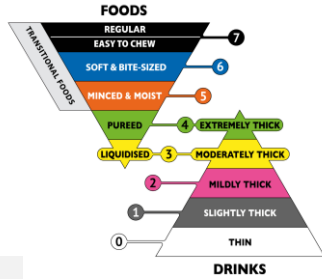 FOODS
REGULAR
EASY TO CHEW
7
TRANSITIONAL FOODS
SOFT & BITE-SIZED
6
MINCED & MOIST
5
PUREED
4
EXTREMELY THICK
LIQUIDISED
3
MODERATELY THICK
2
MILDLY THICK
1
SLIGHTLY THICK
0
THIN
DRINKS